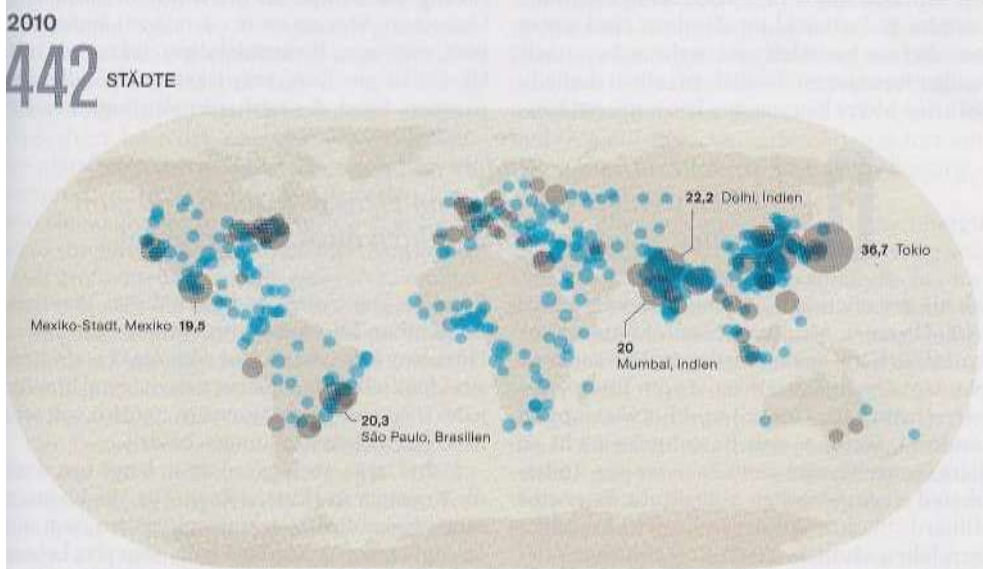 2010
442 STÄDTE
22,2 Delhi, Indien
36,7 Tokio
Mexiko-Stadt, Mexiko 19,5
20
Mumbai, Indien
20,3
São Paulo, Brasilien